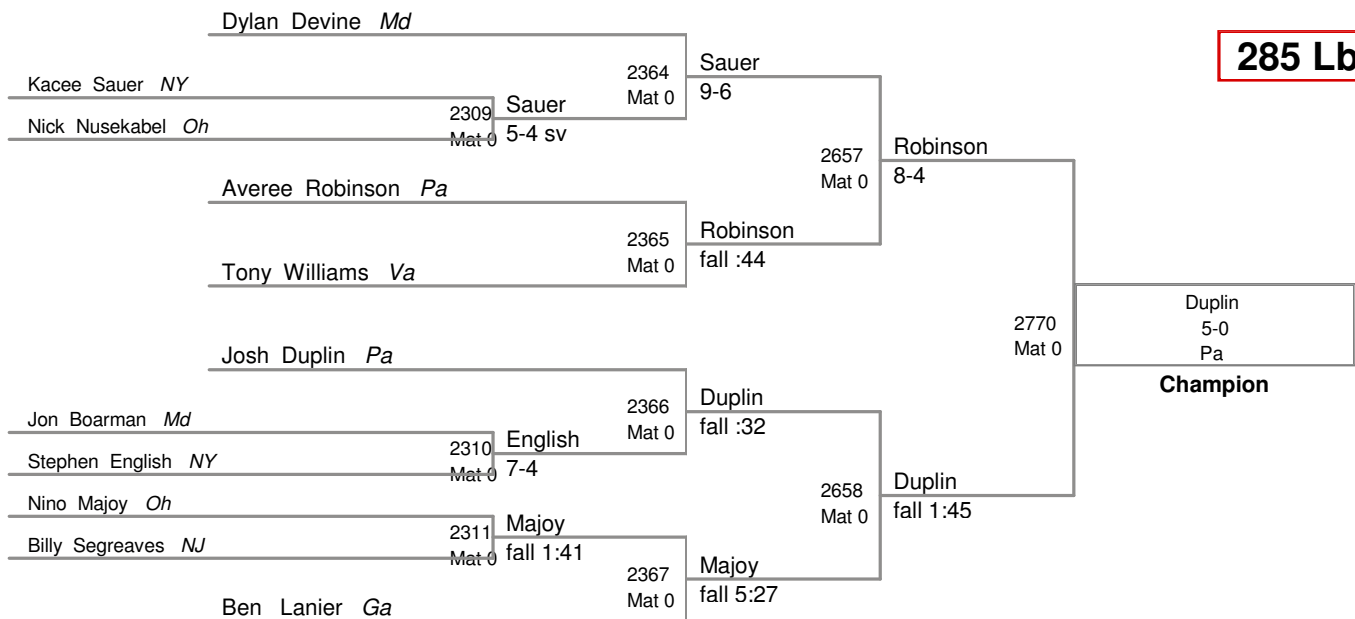 Dylan Devine Md
285 Lb
Kacee Sauer NY
2364
Mat 0
Sauer
9-6
Nick Nusekabel Oh
2309
Mat 0
Sauer
5-4 sv
2657
Mat 0
Robinson
8-4
Averee Robinson Pa
2365
Mat 0
Robinson
fall :44
Tony Williams Va
2770
Mat 0
Duplin
5-0
Pa
Champion
Josh Duplin Pa
2366
Mat 0
Duplin
fall :32
Jon Boarman Md
2310
Mat 0
English
7-4
Stephen English NY
2658
Mat 0
Duplin
fall 1:45
Nino Majoy Oh
2311
Mat 0
Majoy
fall 1:41
Billy Segreaves NJ
2367
Mat 0
Majoy
fall 5:27
Ben Lanier Ga